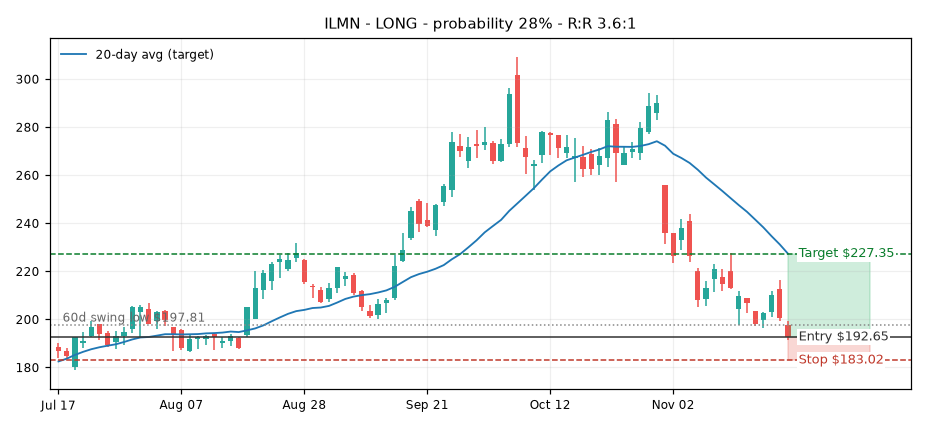 ILMN - LONG - probability 28% - R:R 3.6:1
20-day avg (target)
300
280
260
240
220
200
180
60d swing low $197.81
Target $227.35
Entry $192.65
Stop $183.02
Jul 17
Aug 07
Aug 28
Sep 21
Oct 12
Nov 02